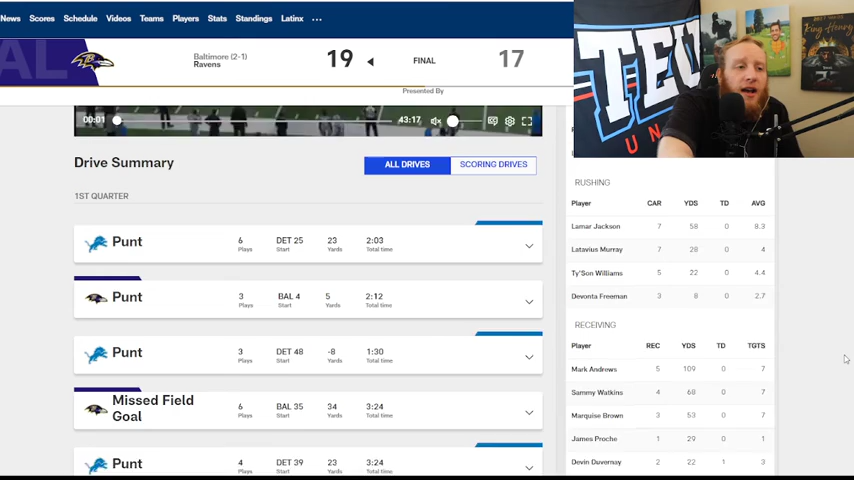 News Scores Schedule Videos Teams Players Stats Standings Latinx ...
Baltimore (2-1)
Ravens
19
FINAL
17
Presented By
00:01
43:17
Drive Summary
ALL DRIVES
SCORING DRIVES
1ST QUARTER
Punt
6
Plays
DET 25
Start
23
Yards
2:03
Total time
Punt
3
Plays
BAL 4
Start
5
Yards
2:12
Total time
Punt
3
Plays
DET 48
Start
-8
Yards
1:30
Total time
Missed Field
Goal
6
Plays
BAL 35
Start
34
Yards
3:24
Total time
Punt
4
Plays
DET 39
Start
23
Yards
3:24
Total time
RUSHING
Player CAR YDS TD AVG
Lamar Jackson 7 58 0 8.3
Latavius Murray 7 28 0 4
Ty'Son Williams 5 22 0 4.4
Devonta Freeman 3 8 0 2.7
RECEIVING
Player REC YDS TD TGTS
Mark Andrews 5 109 0 7
Sammy Watkins 4 68 0 7
Marquise Brown 3 53 0 7
James Proche 1 29 0 1
Devin Duvernay 2 22 1 3
King Henry